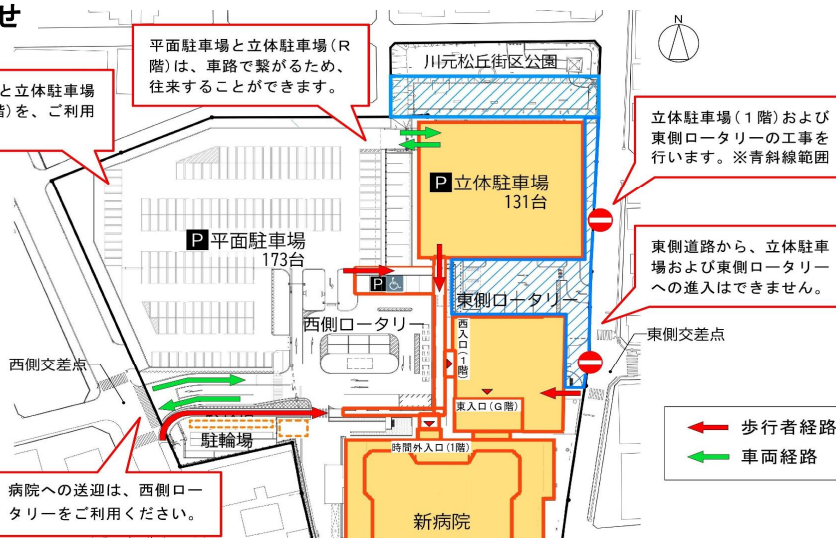 せ
平面駐車場と立体駐車場(R
階)は、車路で繋がるため、
往来することができます。
と立体駐車場
階)を、ご利用
川元松丘街区公園
N
立体駐車場(1階)および
東側ロータリーの工事を
行います。※青斜線範囲
P 立体駐車場
131台
P 平面駐車場
173台
東側道路から、立体駐車
場および東側ロータリー
への進入はできません。
P
東側ロータリー
西側ロータリー
西入口(1階)
東側交差点
西側交差点
東入口(G階)
歩行者経路
車両経路
駐輪場
時間外入口(1階)
病院への送迎は、西側ロー
タリーをご利用ください。
新病院